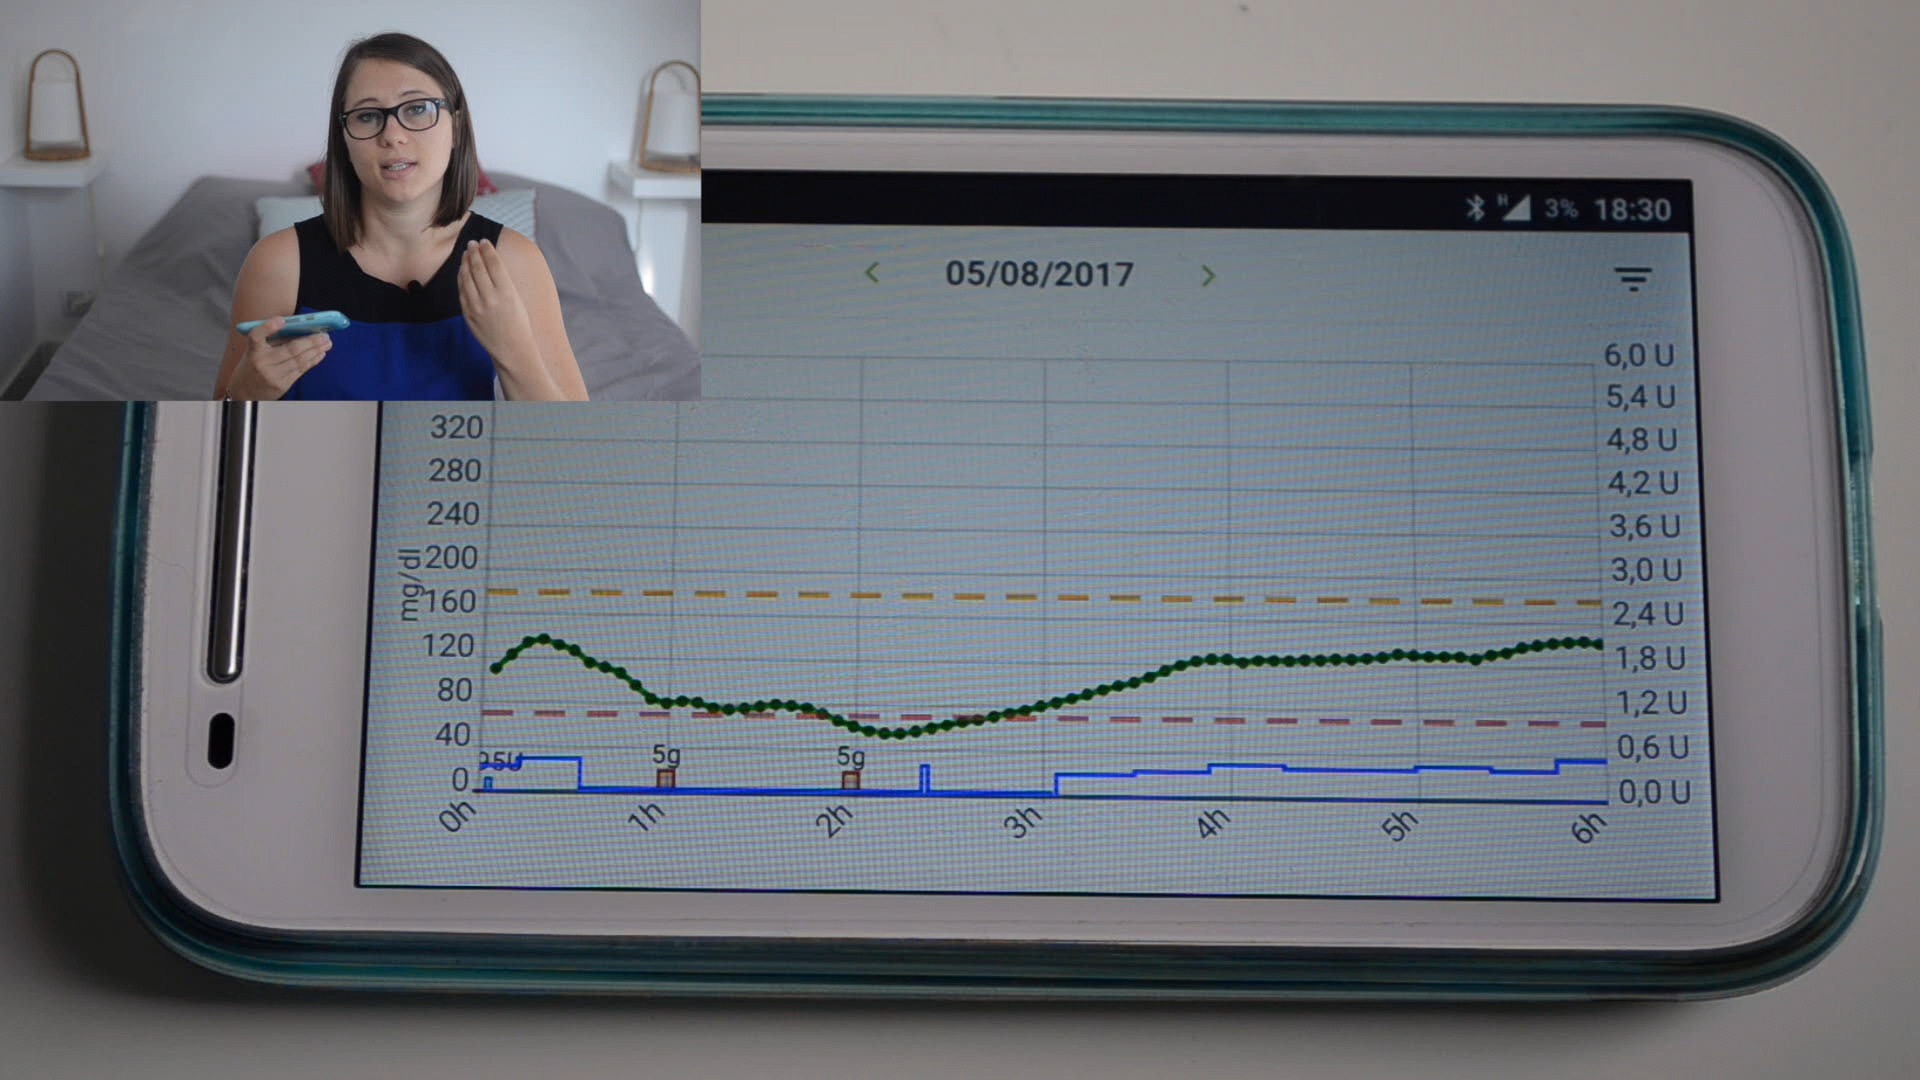 H 3% 18:30
< 05/08/2017 >
6,0 U
5,4 U
320
4,8 U
280
4,2 U
240
3,6 U
200
3,0 U
mg/dl
160
2,4 U
120
1,8 U
80
1,2 U
40
0,6 U
5g
5g
0
0,0 U
0h 1h 2h 3h 4h 5h 6h